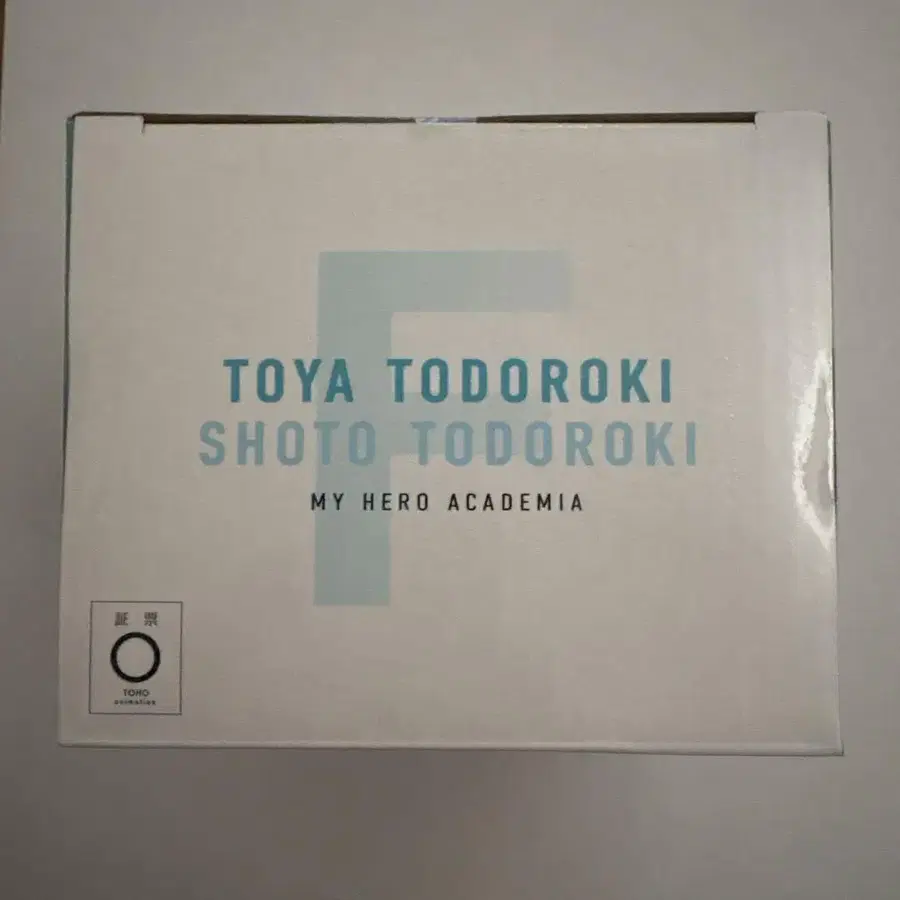 F
TOYA TODOROKI
SHOTO TODOROKI
MY HERO ACADEMIA
証票
TOHO
animation